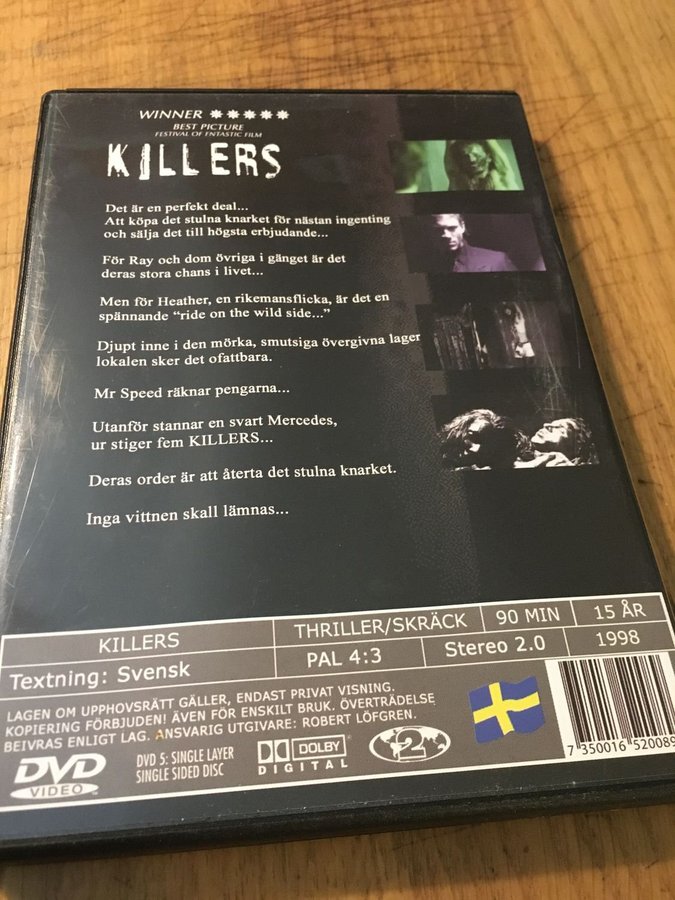 WINNER ✱✱✱✱✱
BEST PICTURE
FESTIVAL OF ENTASTIC FILM
KILLERS
Det är en perfekt deal...
Att köpa det stulna knarket för nästan ingenting
och sälja det till högsta erbjudande...
För Ray och dom övriga i gänget är det
deras stora chans i livet...
Men för Heather, en rikemansflicka, är det en
spännande “ride on the wild side...”
Djupt inne i den mörka, smutsiga övergivna lager
lokalen sker det ofattbara.
Mr Speed räknar pengarna...
Utanför stannar en svart Mercedes,
ur stiger fem KILLERS...
Deras order är att återta det stulna knarket.
Inga vittnen skall lämnas...
KILLERS
THRILLER/SKRÄCK
90 MIN
15 ÅR
Textning: Svensk
PAL 4:3
Stereo 2.0
1998
LAGEN OM UPPHOVSRÄTT GÄLLER, ENDAST PRIVAT VISNING.
KOPIERING FÖRBJUDEN! ÄVEN FÖR ENSKILT BRUK. ÖVERTRÄDELSE
BEIVRAS ENLIGT LAG. ANSVARIG UTGIVARE: ROBERT LÖFGREN.
DVD
VIDEO
DVD 5: SINGLE LAYER
SINGLE SIDED DISC
DOLBY
DIGITAL
2
7 350016 520089